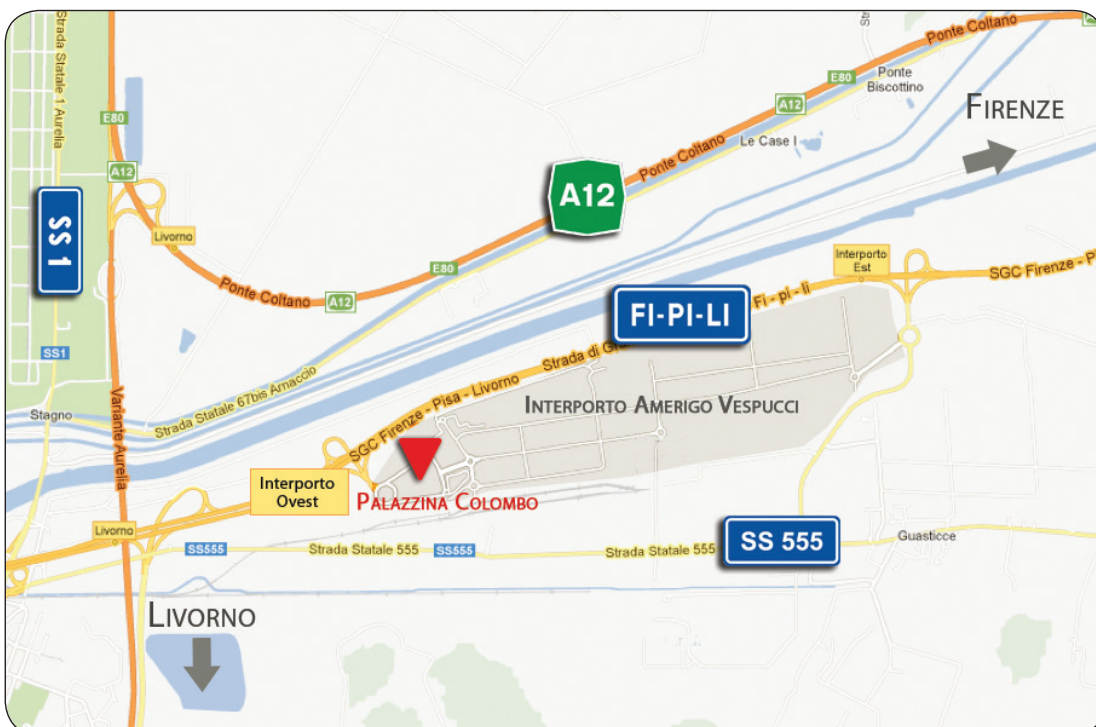 Ponte Coltano
A12
E80
Ponte
Biscottino
A12
FIRENZE
Strada Statale 1 Aurelia
E80
Le Case I
Ponte Coltano
A12
A12
SS 1
Livorno
E80
Interporto
Est
SGC Firenze - Pi
Ponte Coltano
A12
Fi - pi - li
FI-PI-LI
SS1
Strada di Gra
Strada Statale 67bis Arnaccio
SGC Firenze - Pisa - Livorno
INTERPORTO AMERIGO VESPUCCI
Stagno
Variante Aurelia
Interporto
Ovest
PALAZZINA COLOMBO
Livorno
SS555
Strada Statale 555
SS555
Strada Statale 555
SS 555
Guasticce
LIVORNO